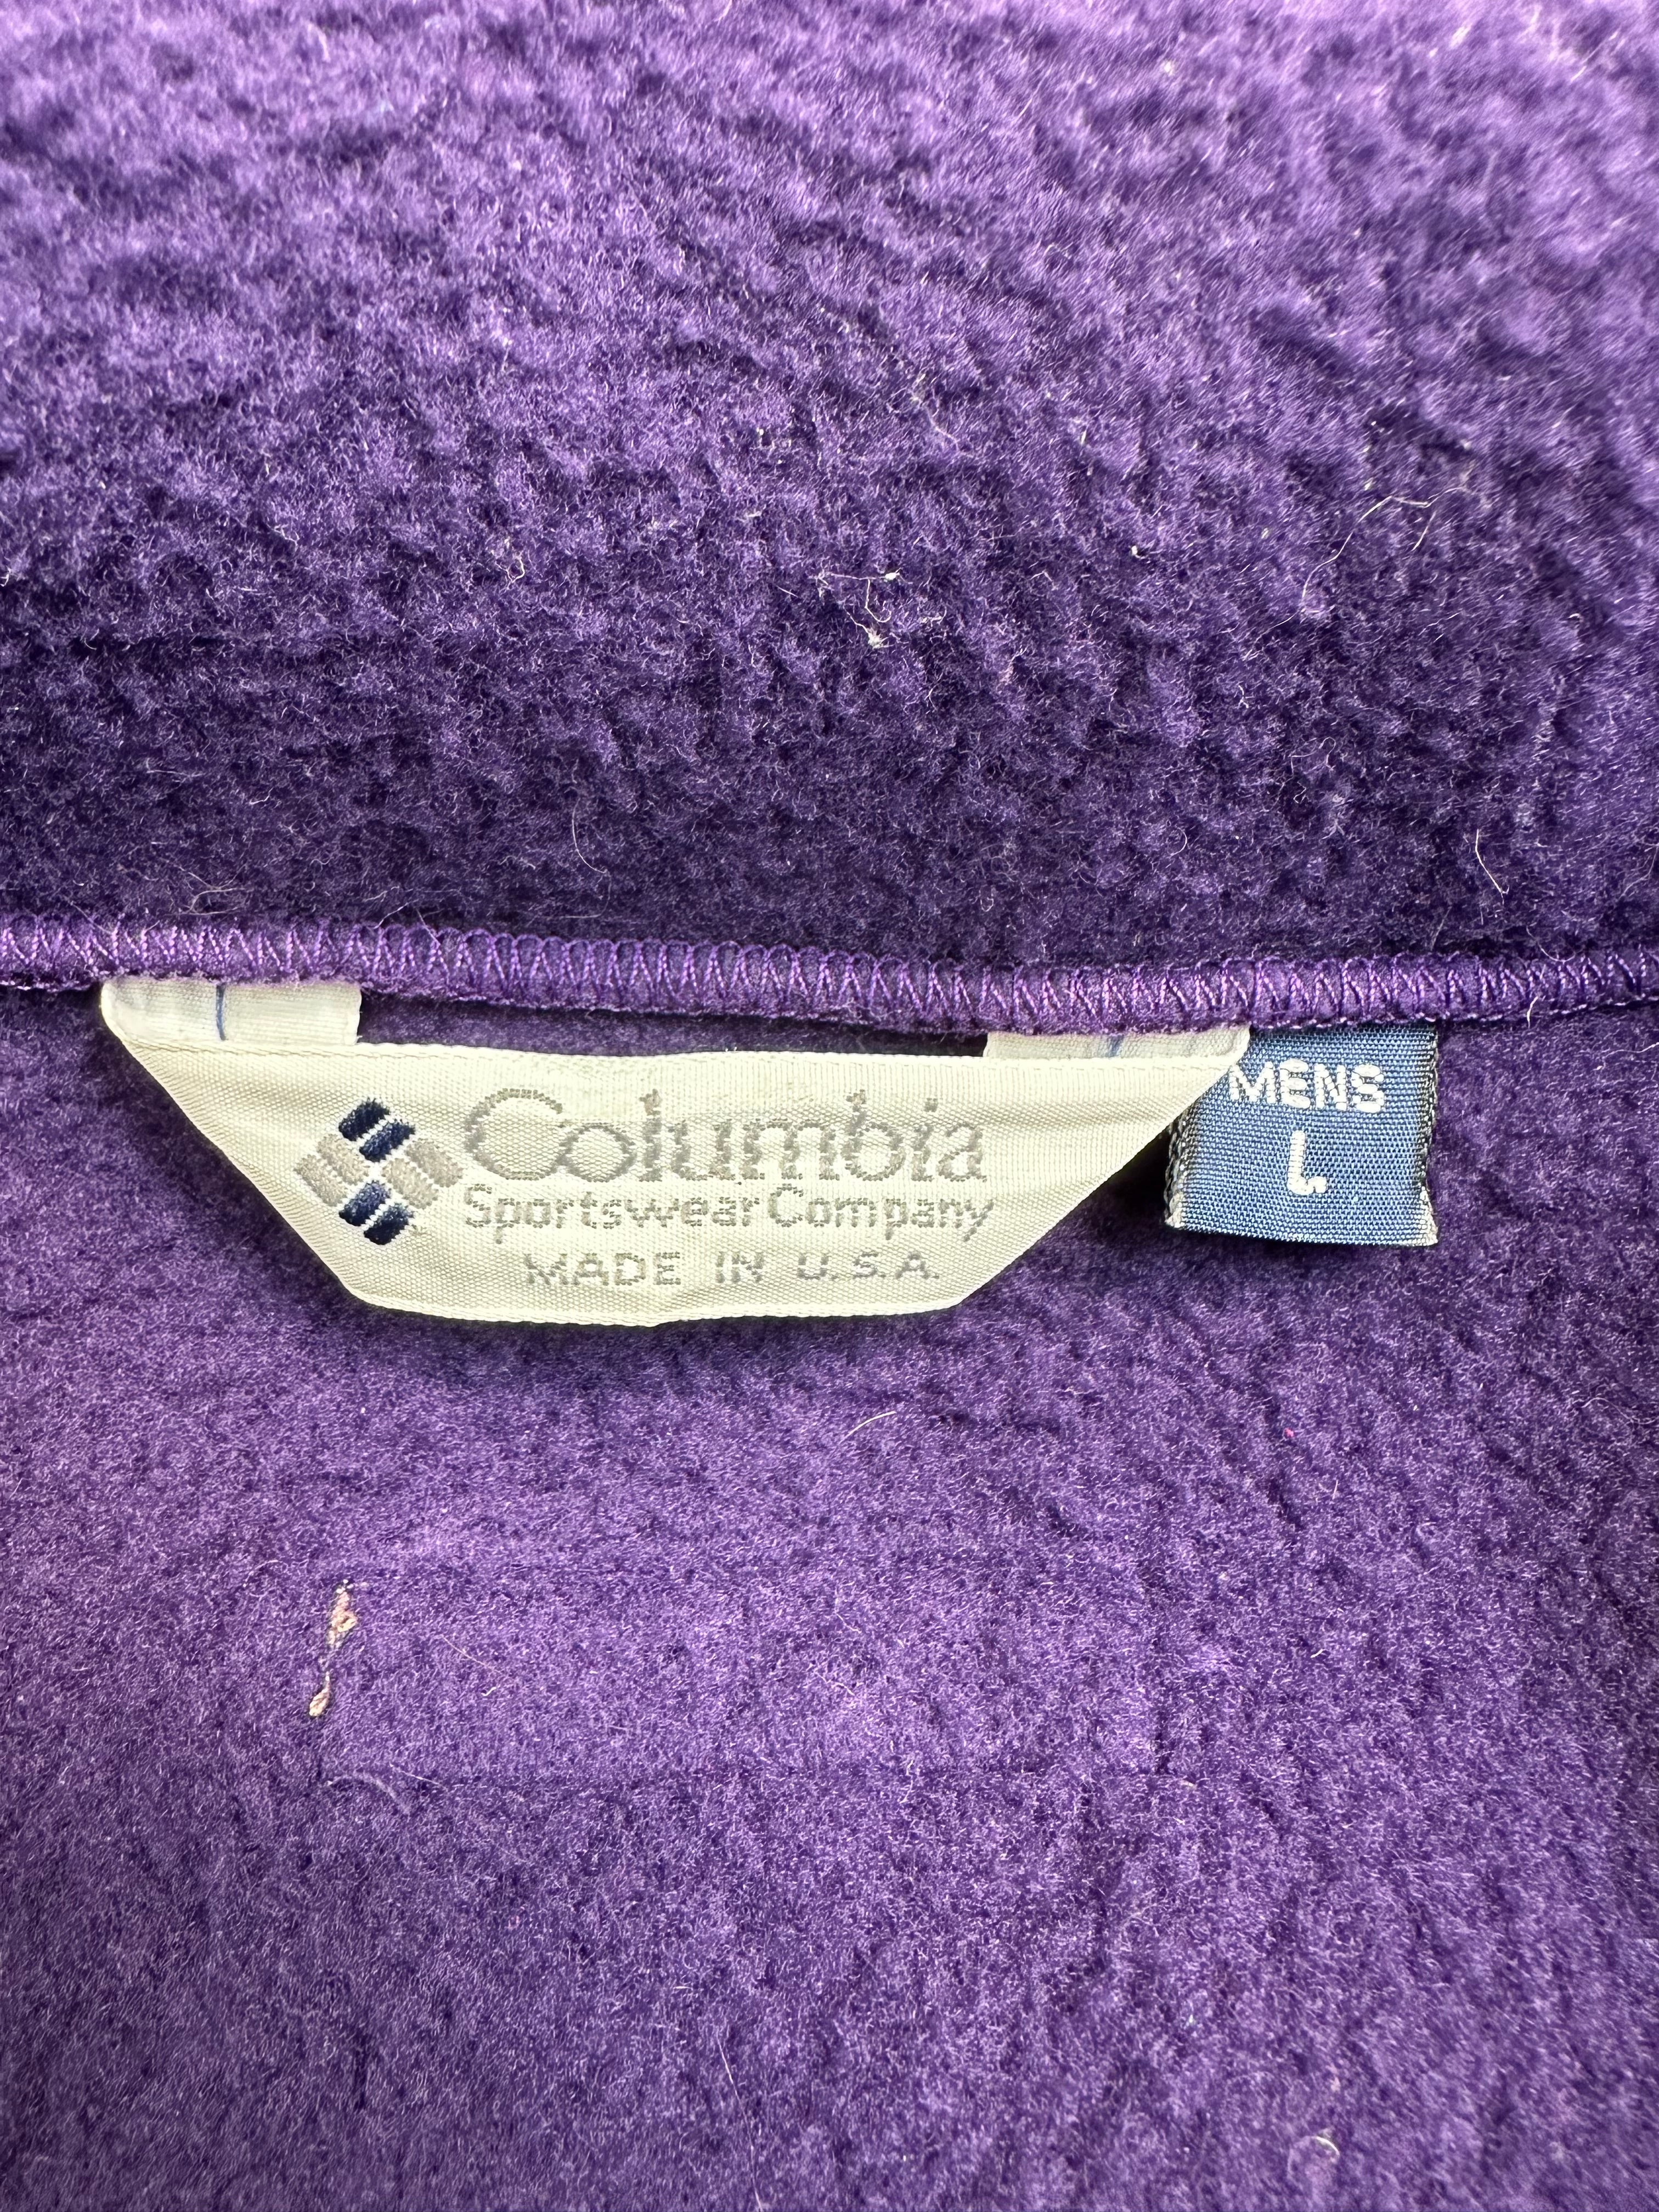 Columbia
Sportswear Company
MADE IN U.S.A.
MENS
L